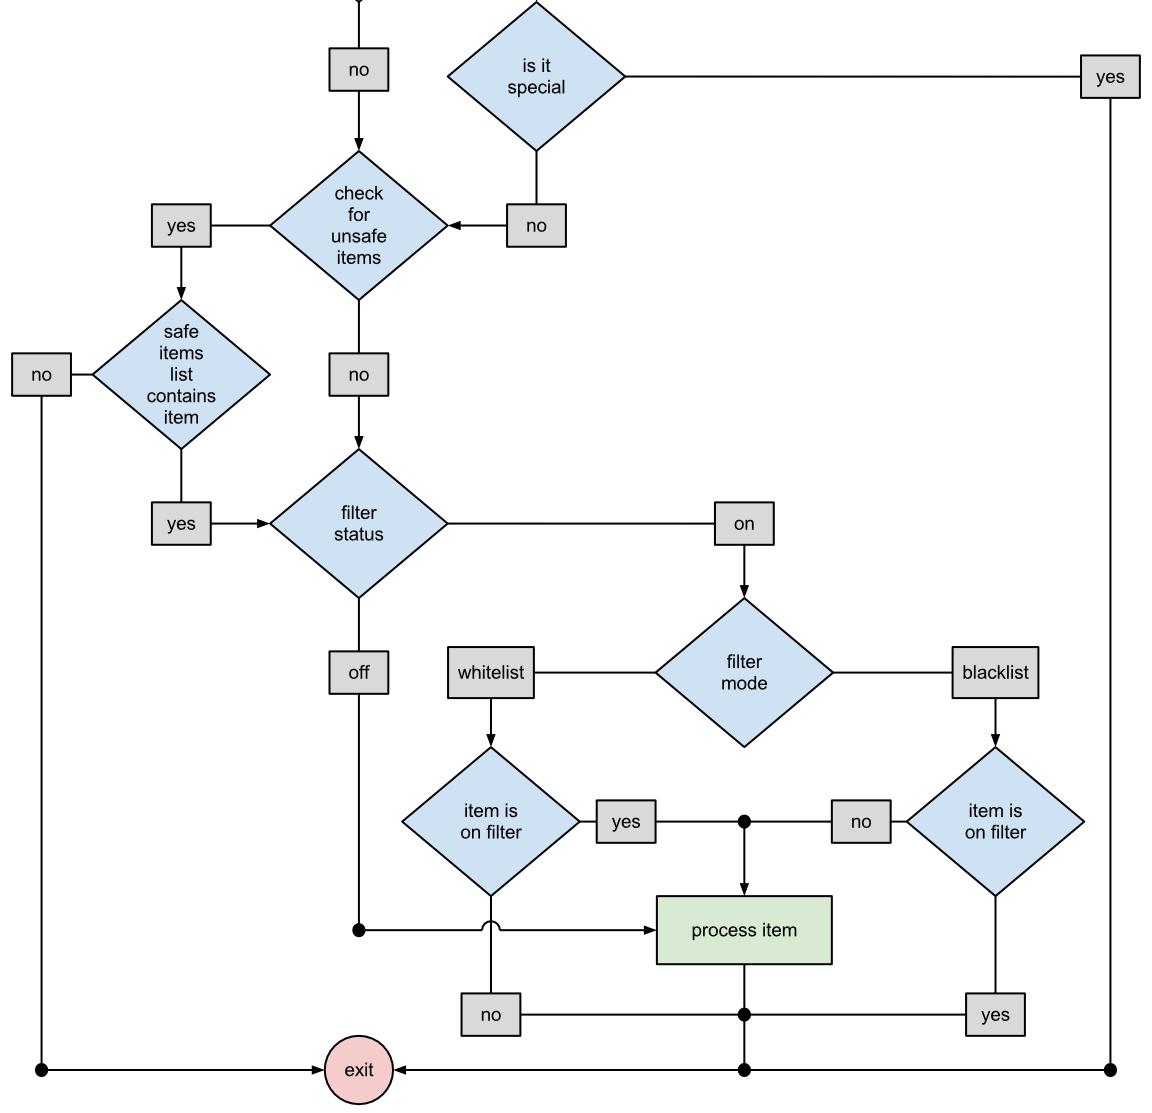 is it
special
no
yes
check
for
unsafe
items
yes
no
safe
items
list
contains
item
no
no
filter
status
yes
on
filter
mode
off
whitelist
blacklist
item is
on filter
yes
no
item is
on filter
process item
no
yes
exit